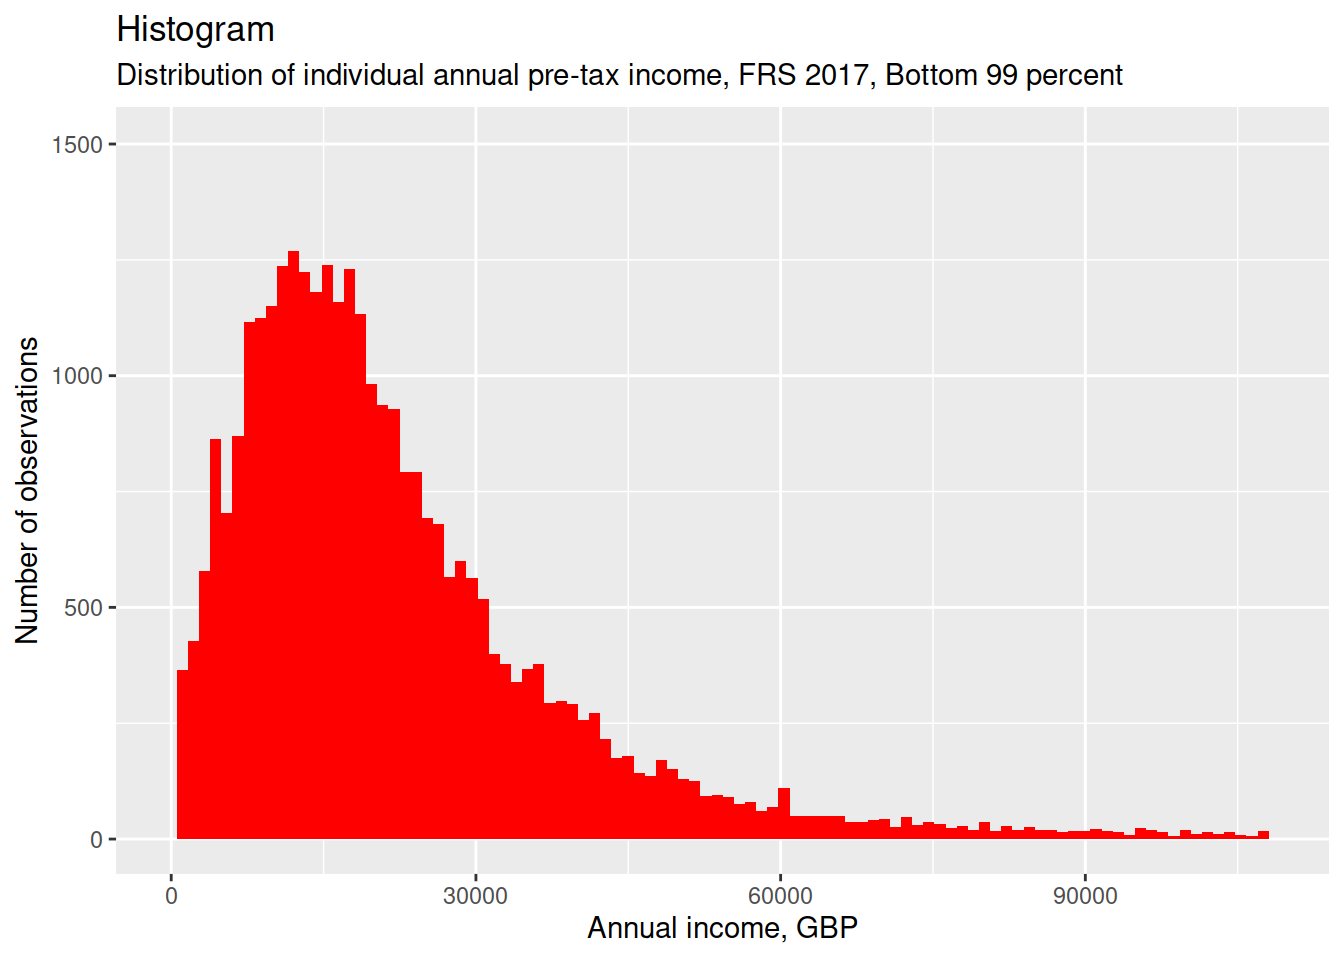 Histogram
Distribution of individual annual pre-tax income, FRS 2017, Bottom 99 percent
1500
1000
500
0
Number of observations
0 30000 60000 90000
Annual income, GBP